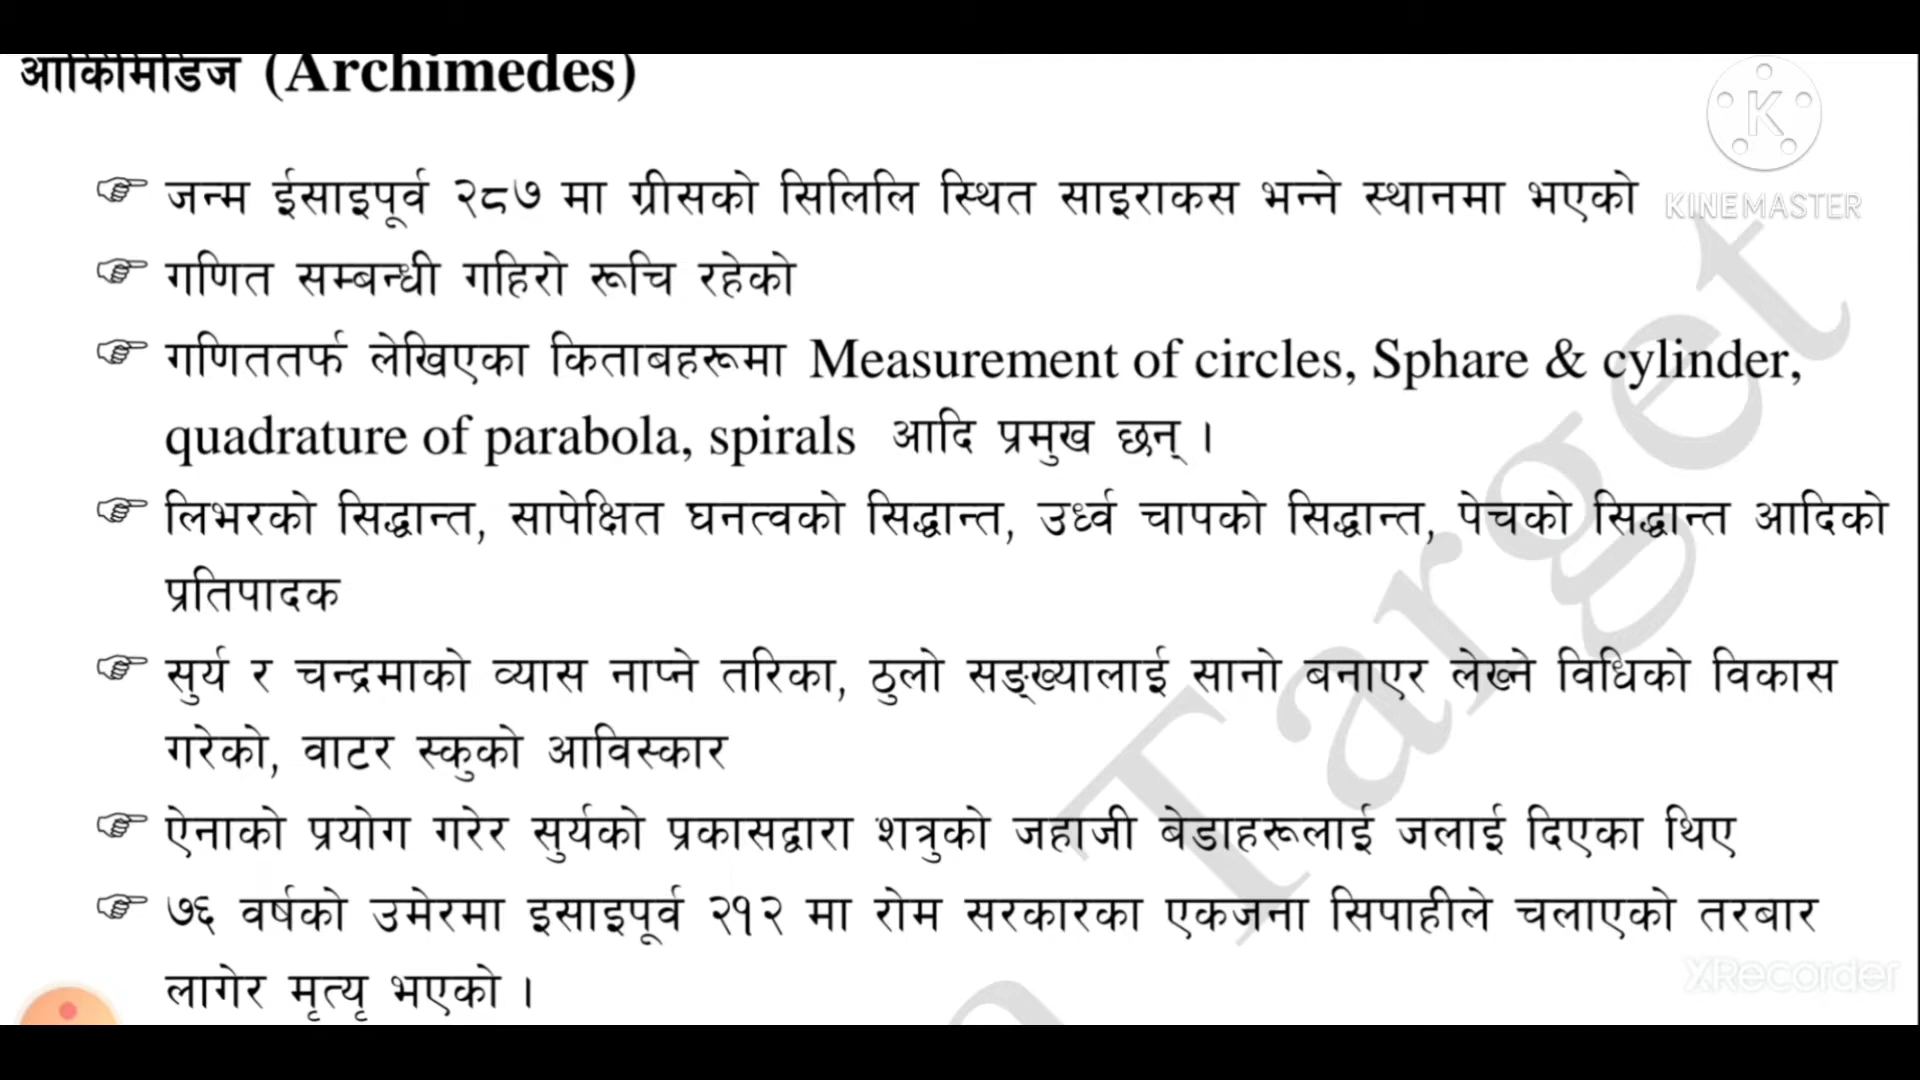 आर्किमिडिज (Archimedes)
जन्म ईसाइपूर्व २८७ मा ग्रीसको सिलिलि स्थित साइराकस भन्ने स्थानमा भएको
K
KINEMASTER
गणित सम्बन्धी गहिरो रूचि रहेको
गणिततर्फ लेखिएका किताबहरूमा Measurement of circles, Sphare & cylinder,
quadrature of parabola, spirals आदि प्रमुख छन् ।
लिभरको सिद्धान्त, सापेक्षित घनत्वको सिद्धान्त, उर्ध्व चापको सिद्धान्त, पेचको सिद्धान्त आदिको
प्रतिपादक
सुर्य र चन्द्रमाको व्यास नाप्ने तरिका, ठुलो सङ्ख्यालाई सानो बनाएर लेख्ने विधिको विकास
गरेको, वाटर स्कुको आविस्कार
ऐनाको प्रयोग गरेर सुर्यको प्रकासद्वारा शत्रुको जहाजी बेडाहरूलाई जलाई दिएका थिए
७६ वर्षको उमेरमा इसाइपूर्व २१२ मा रोम सरकारका एकजना सिपाहीले चलाएको तरबार
लागेर मृत्यृ भएको ।
Target
XRecorder